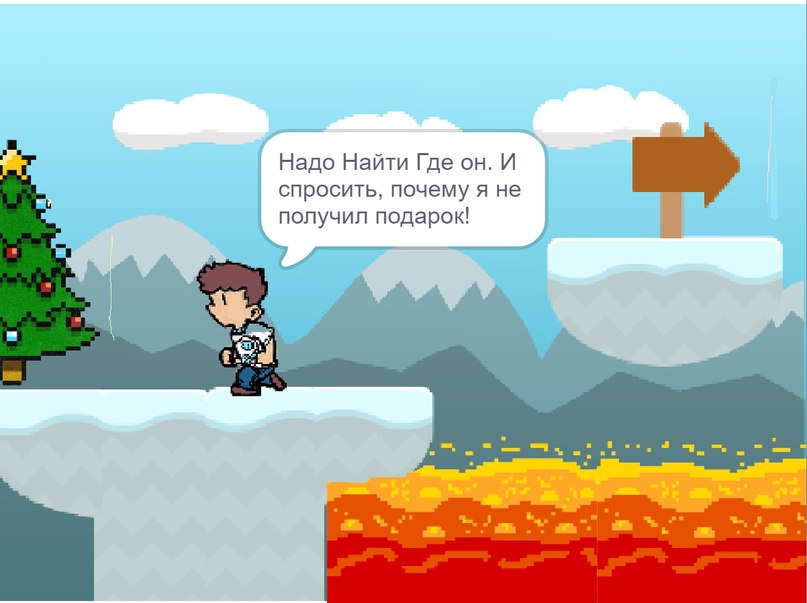 Надо Найти Где он. И
спросить, почему я не
получил подарок!